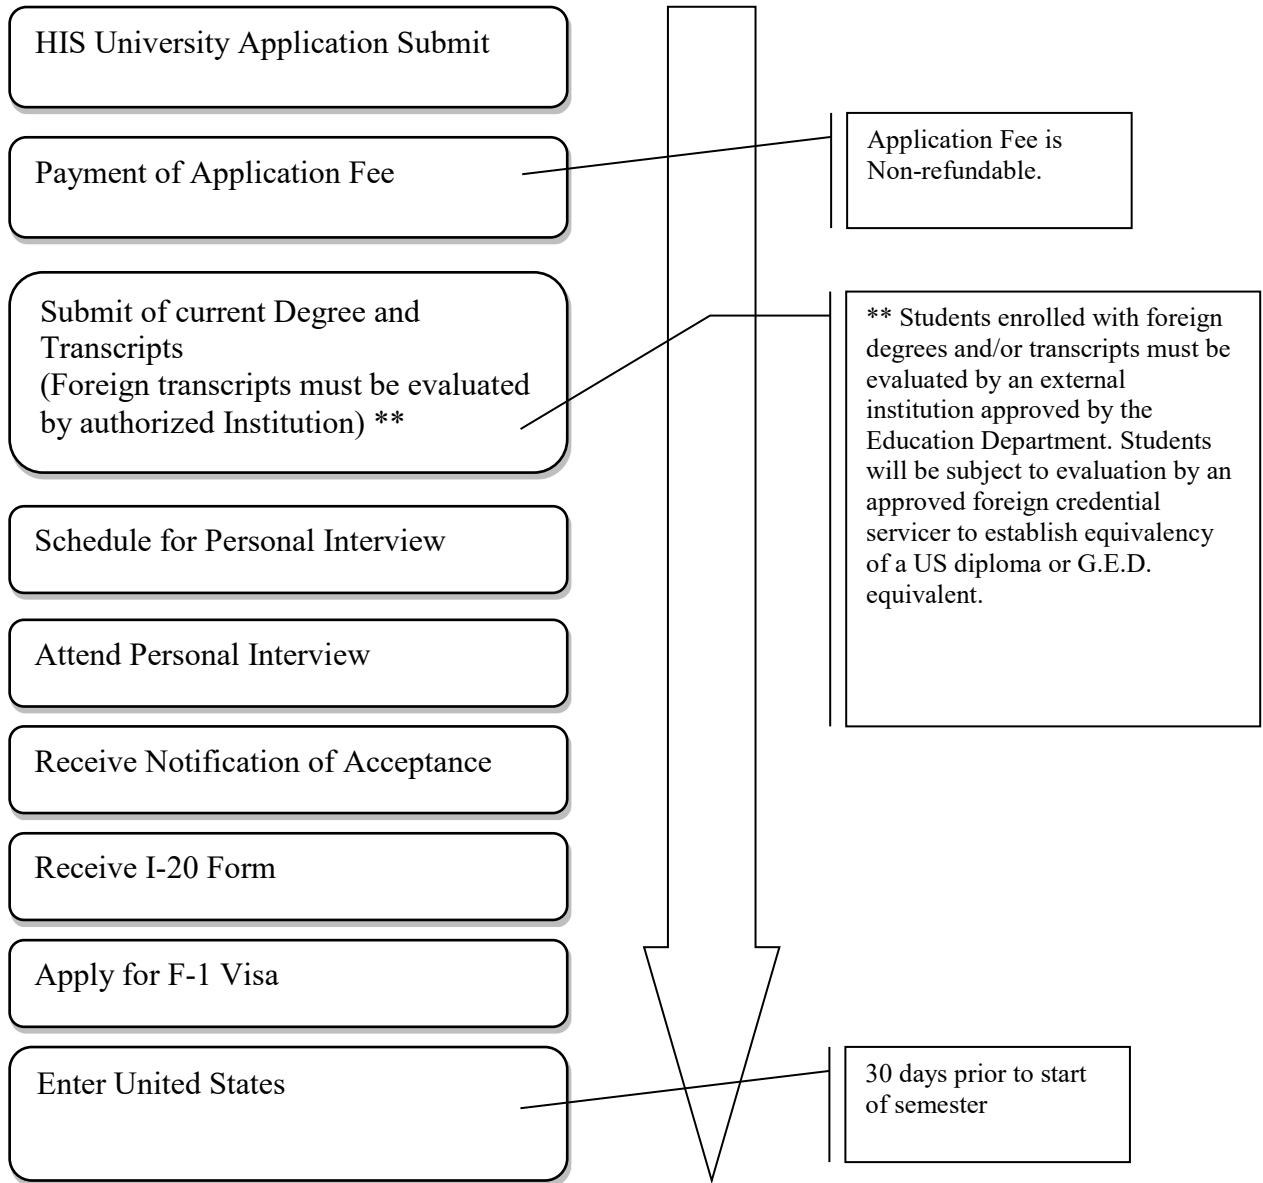 HIS University Application Submit
Payment of Application Fee
Application Fee is
Non-refundable.
Submit of current Degree and
Transcripts
(Foreign transcripts must be evaluated
by authorized Institution) **
** Students enrolled with foreign
degrees and/or transcripts must be
evaluated by an external
institution approved by the
Education Department. Students
will be subject to evaluation by an
approved foreign credential
servicer to establish equivalency
of a US diploma or G.E.D.
equivalent.
Schedule for Personal Interview
Attend Personal Interview
Receive Notification of Acceptance
Receive I-20 Form
Apply for F-1 Visa
Enter United States
30 days prior to start
of semester